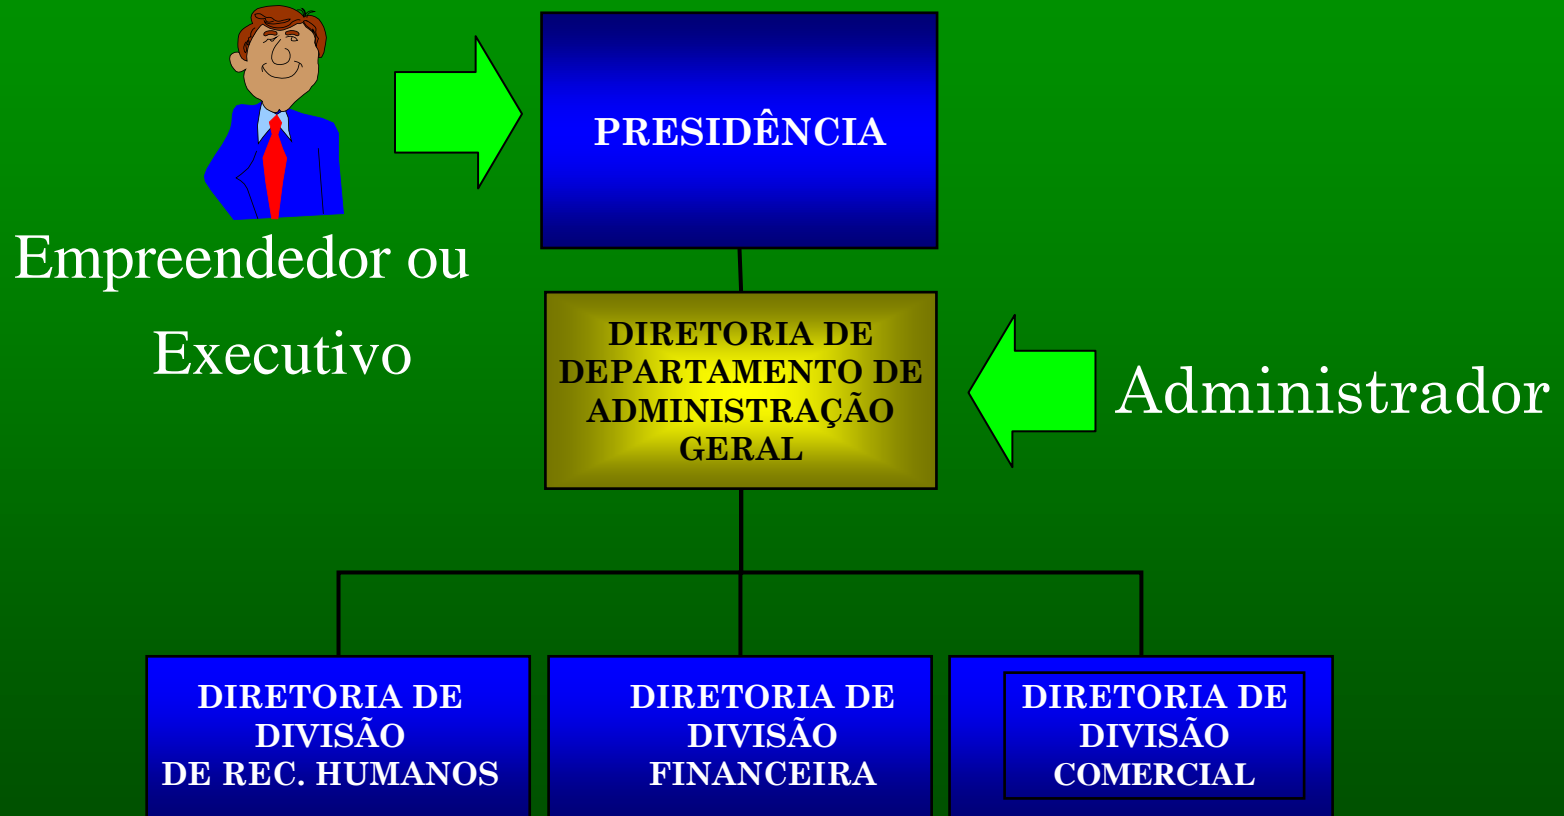 PRESIDÊNCIA
Empreendedor ou
Executivo
DIRETORIA DE
DEPARTAMENTO DE
ADMINISTRAÇÃO
GERAL
Administrador
DIRETORIA DE
DIVISÃO
DE REC. HUMANOS
DIRETORIA DE
DIVISÃO
FINANCEIRA
DIRETORIA DE
DIVISÃO
COMERCIAL